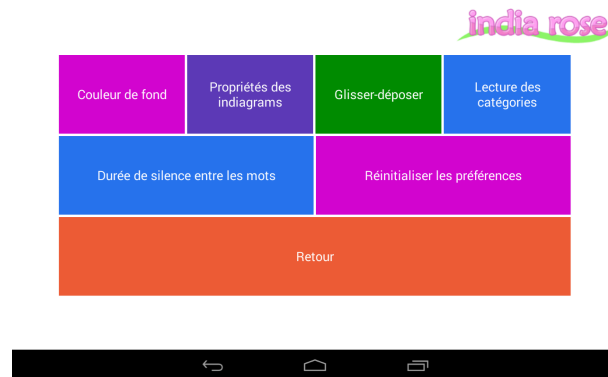 india rose
Couleur de fond
Propriétés des
indiagrams
Glisser-déposer
Lecture des
catégories
Durée de silence entre les mots
Réinitialiser les préférences
Retour